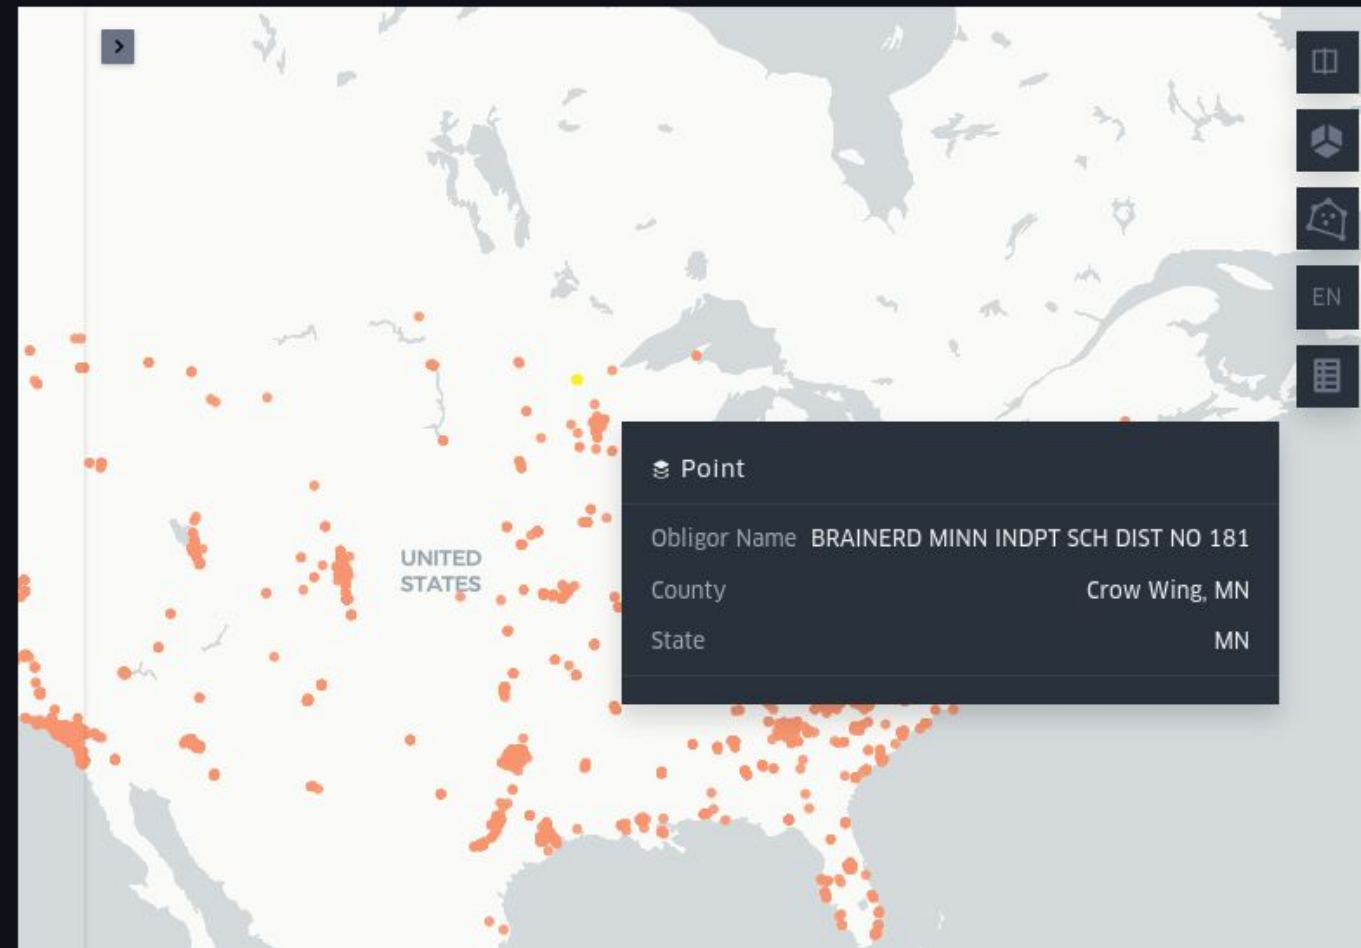 EN
UNITED
STATES
Point
Obligor Name BRAINERD MINN INDPT SCH DIST NO 181
County Crow Wing, MN
State MN